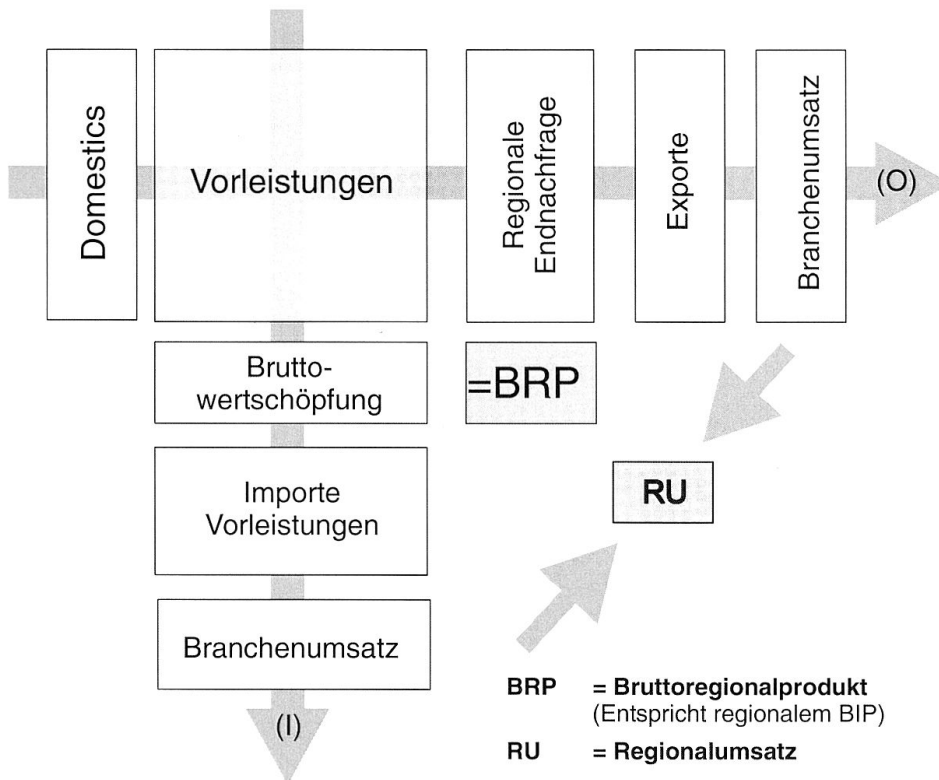 Domestics
Vorleistungen
Regionale
Endnachfrage
Exporte
Branchenumsatz
(O)
Brutto-
wertschöpfung
=BRP
Importe
Vorleistungen
RU
Branchenumsatz
(I)
BRP = Bruttoregionalprodukt
(Entspricht regionalem BIP)
RU = Regionalumsatz